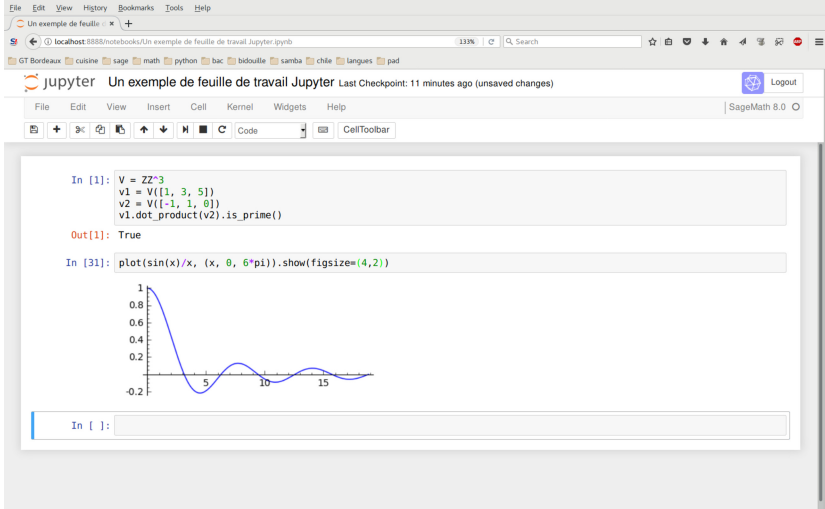 File Edit View History Bookmarks Tools Help
Un exemple de feuille d
localhost:8888/notebooks/Un exemple de feuille de travail Jupyter.ipynb 133% Search
GT Bordeaux cuisine sage math python bac bidouille samba chile langues pad
jupyter Un exemple de feuille de travail Jupyter Last Checkpoint: 11 minutes ago (unsaved changes) Logout
File Edit View Insert Cell Kernel Widgets Help SageMath 8.0
Code CellToolbar
In [1]: V = ZZ^3
v1 = V([1, 3, 5])
v2 = V([-1, 1, 0])
v1.dot_product(v2).is_prime()
Out[1]: True
In [31]: plot(sin(x)/x, (x, 0, 6*pi)).show(figsize=(4,2))
1
0.8
0.6
0.4
0.2
5 10 15
-0.2
In [ ]: